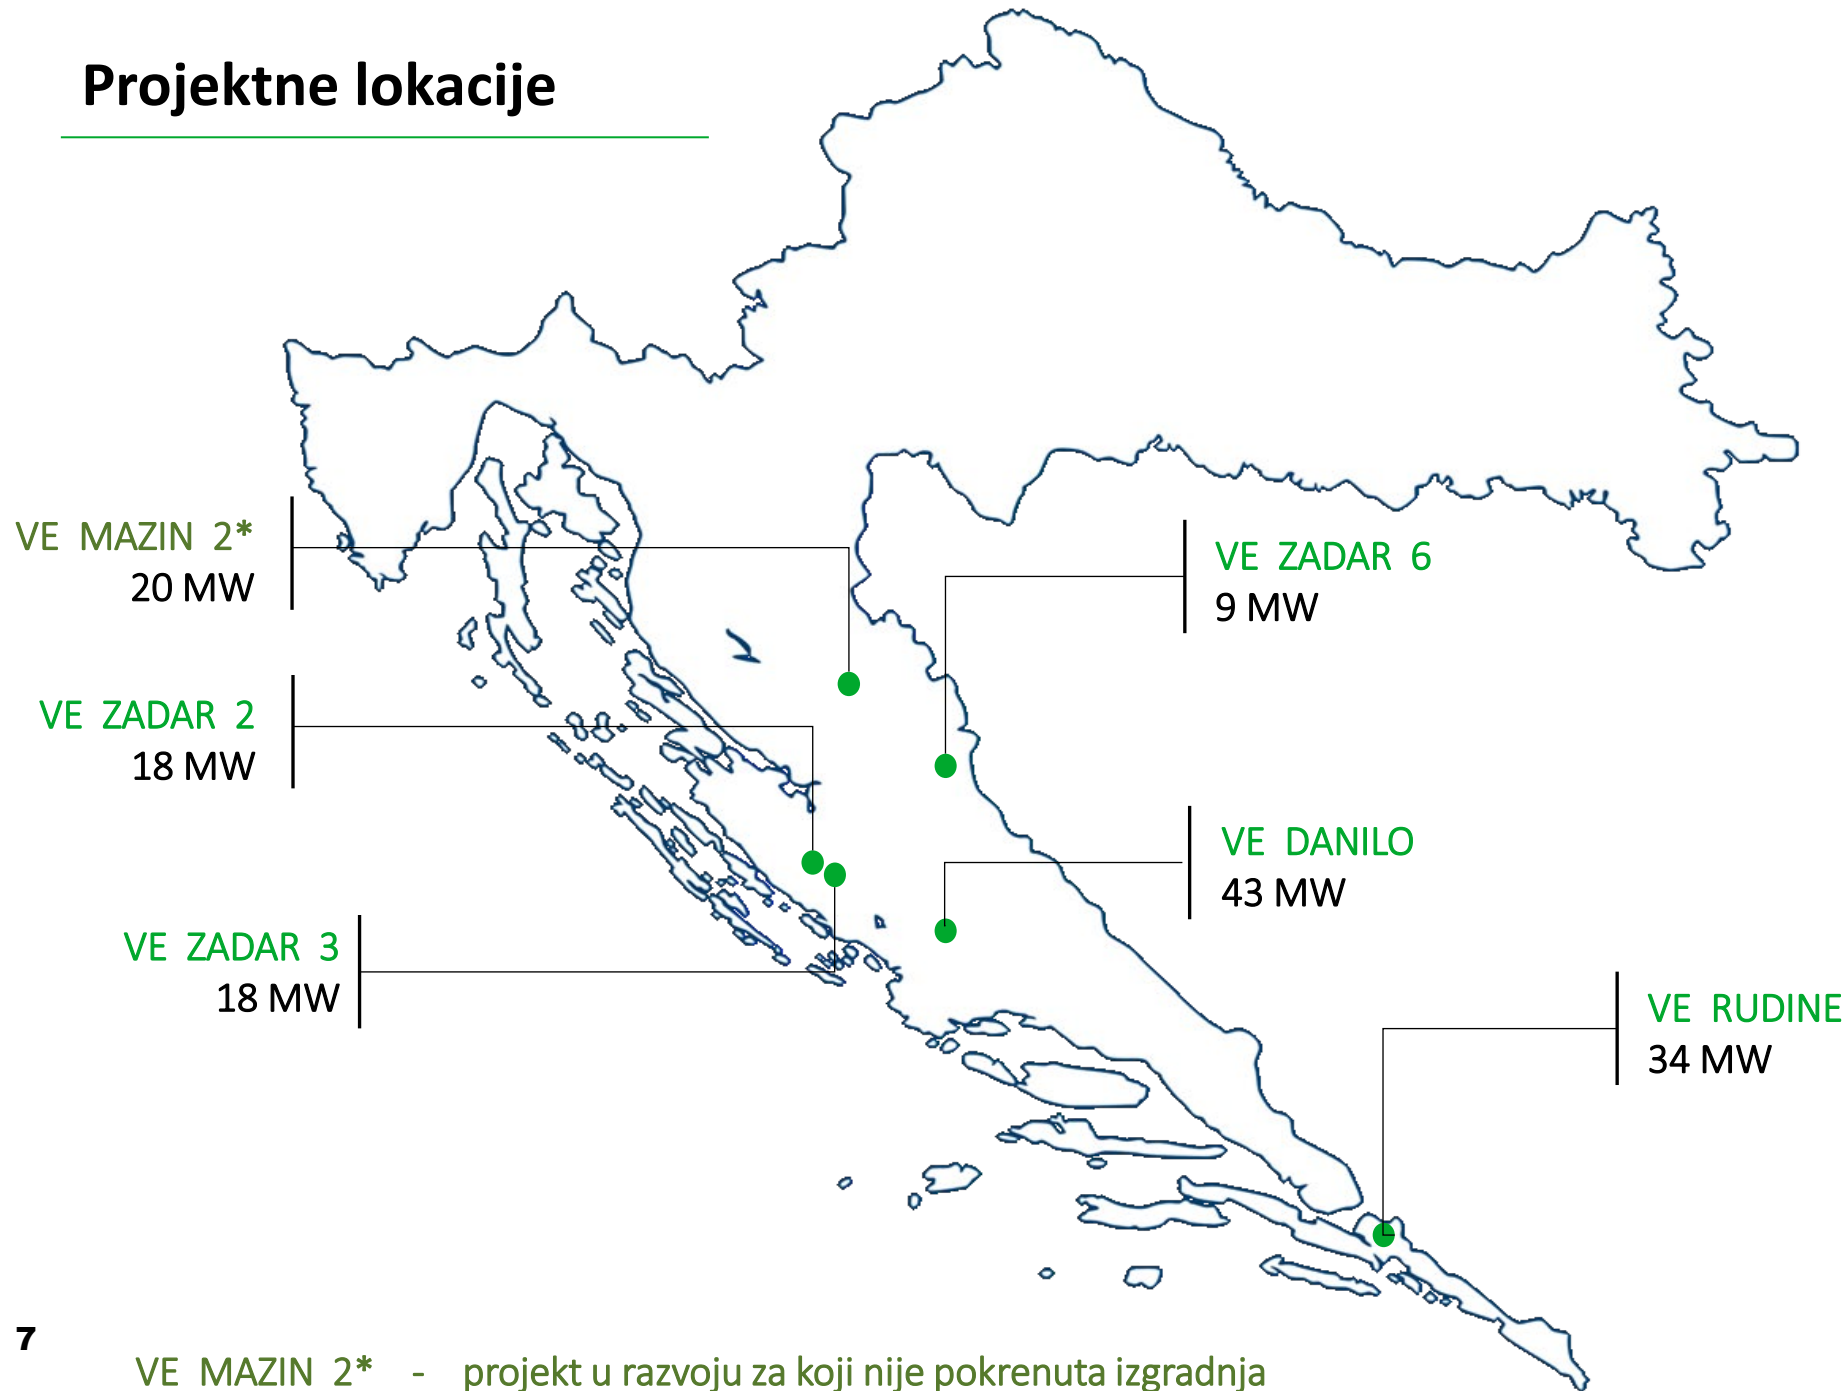 Projektne lokacije
VE MAZIN 2*
20 MW
VE ZADAR 6
9 MW
VE ZADAR 2
18 MW
VE DANILO
43 MW
VE ZADAR 3
18 MW
VE RUDINE
34 MW
7
VE MAZIN 2* - projekt u razvoju za koji nije pokrenuta izgradnja